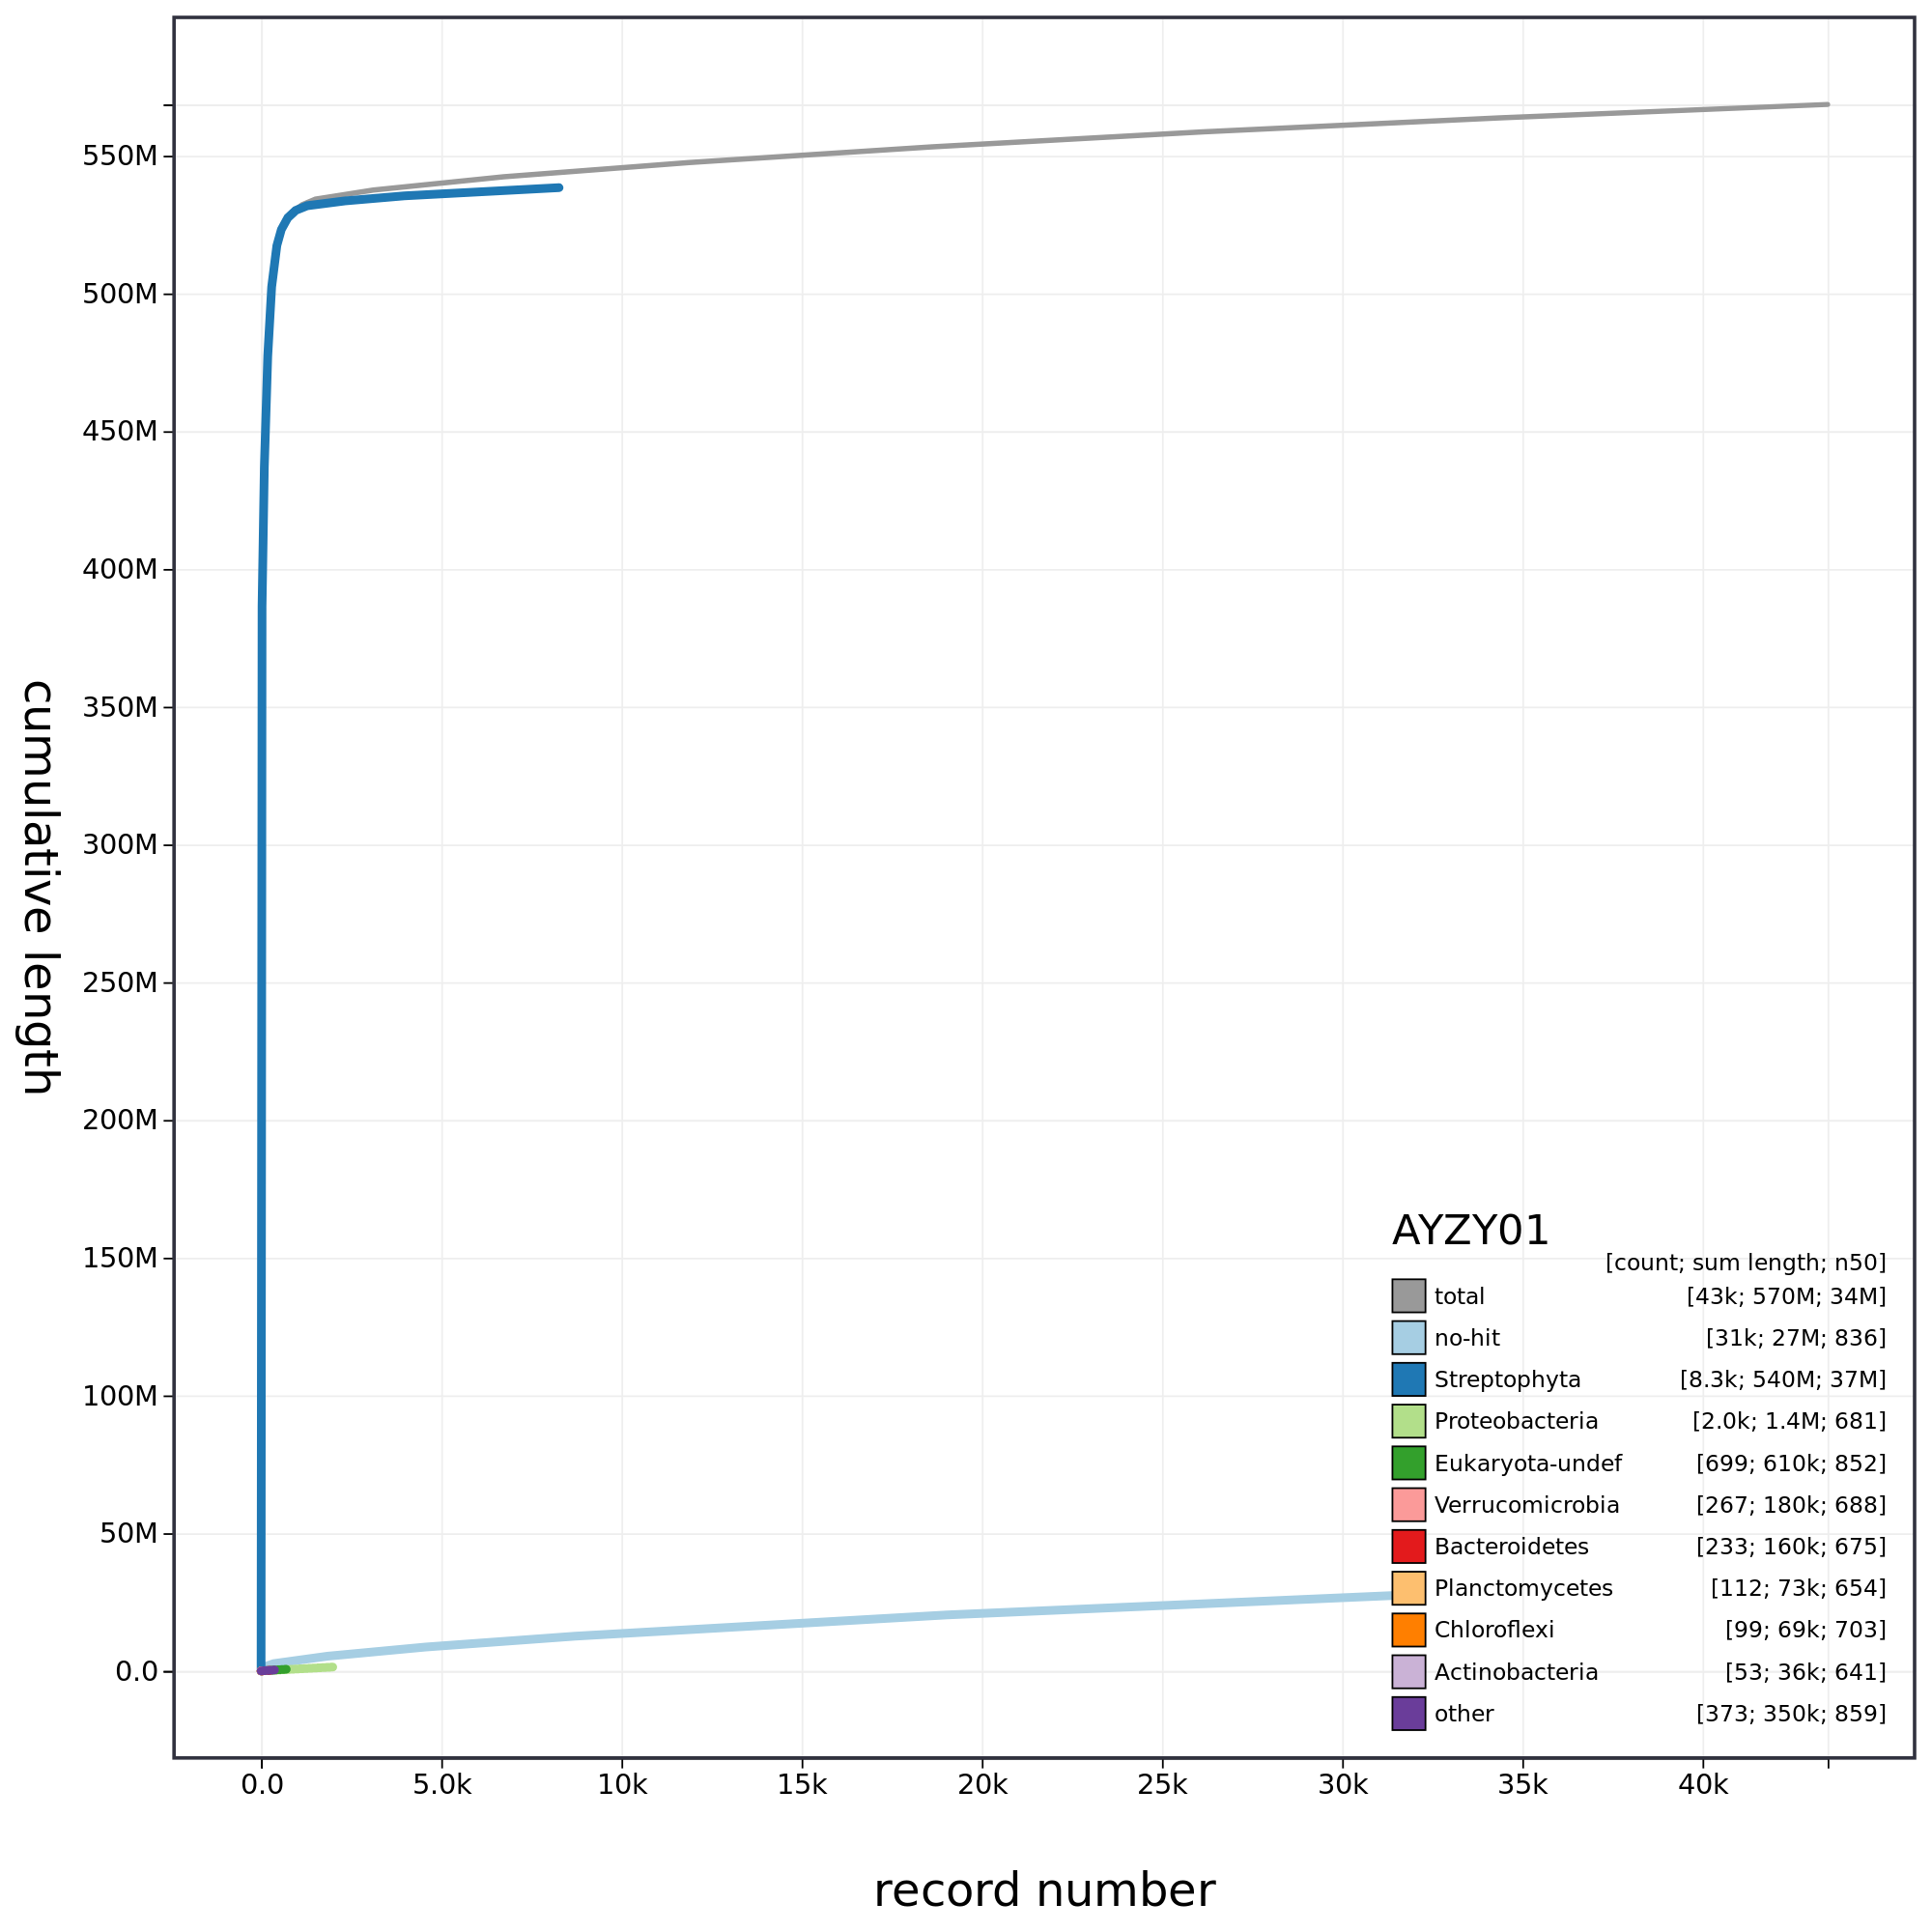 550M
500M
450M
400M
350M
300M
250M
200M
150M
100M
50M
0.0
cumulative length
AYZY01
[count; sum length; n50]
total [43k; 570M; 34M]
no-hit [31k; 27M; 836]
Streptophyta [8.3k; 540M; 37M]
Proteobacteria [2.0k; 1.4M; 681]
Eukaryota-undef [699; 610k; 852]
Verrucomicrobia [267; 180k; 688]
Bacteroidetes [233; 160k; 675]
Planctomycetes [112; 73k; 654]
Chloroflexi [99; 69k; 703]
Actinobacteria [53; 36k; 641]
other [373; 350k; 859]
0.0 5.0k 10k 15k 20k 25k 30k 35k 40k
record number